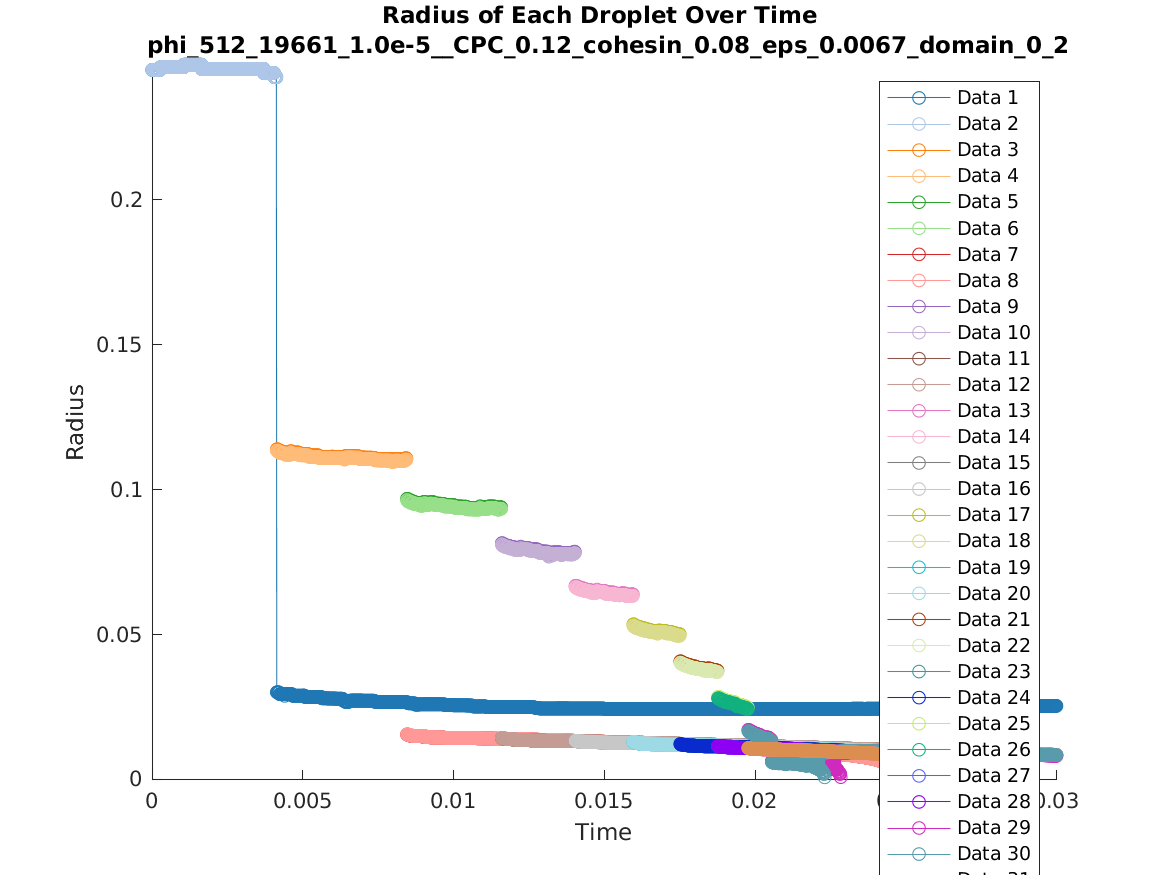 Radius of Each Droplet Over Time
phi_512_19661_1.0e-5__CPC_0.12_cohesin_0.08_eps_0.0067_domain_0_2
Radius
0.2
0.15
0.1
0.05
0
0
0.005
0.01
0.015
0.02
0.03
Time
Data 1
Data 2
Data 3
Data 4
Data 5
Data 6
Data 7
Data 8
Data 9
Data 10
Data 11
Data 12
Data 13
Data 14
Data 15
Data 16
Data 17
Data 18
Data 19
Data 20
Data 21
Data 22
Data 23
Data 24
Data 25
Data 26
Data 27
Data 28
Data 29
Data 30